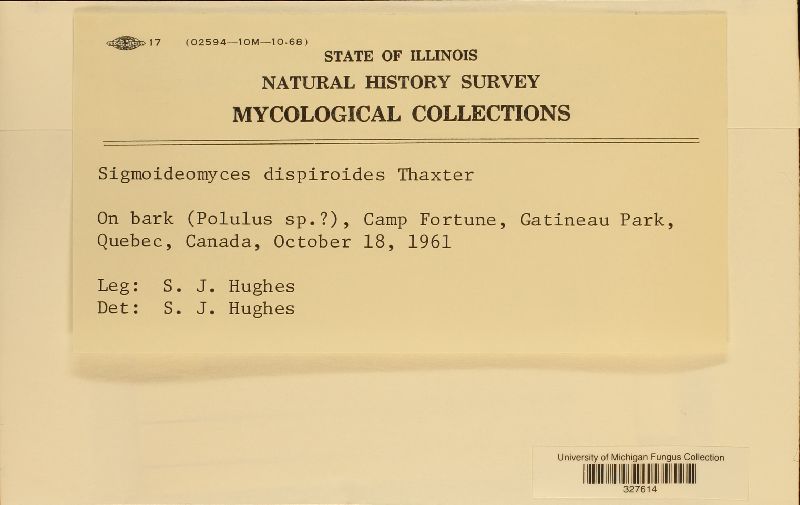 17 (02594—10M—10-68)
STATE OF ILLINOIS
NATURAL HISTORY SURVEY
MYCOLOGICAL COLLECTIONS
Sigmoideomyces dispiroides Thaxter
On bark (Polulus sp.?), Camp Fortune, Gatineau Park,
Quebec, Canada, October 18, 1961
Leg: S. J. Hughes
Det: S. J. Hughes
University of Michigan Fungus Collection
327614